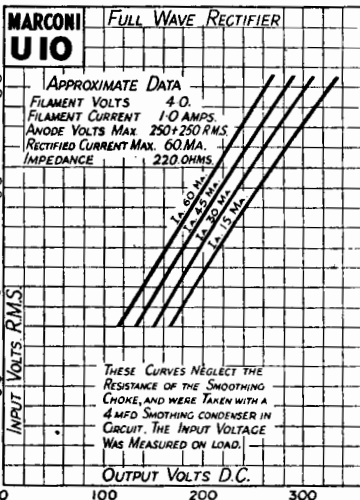 MARCONI
U10
FULL WAVE RECTIFIER
APPROXIMATE DATA
FILAMENT VOLTS 4.0.
FILAMENT CURRENT 1.0 AMPS.
ANODE VOLTS MAX. 250+250 R.M.S.
RECTIFIED CURRENT MAX. 60 MA.
IMPEDANCE 220 OHMS.
IA. 60 MA.
IA. 45 MA.
IA. 30 MA.
IA. 15 MA.
INPUT VOLTS R.M.S.
THESE CURVES NEGLECT THE
RESISTANCE OF THE SMOOTHING
CHOKE, AND WERE TAKEN WITH A
4 MFD SMOTHING CONDENSER IN
CIRCUIT. THE INPUT VOLTAGE
WAS MEASURED ON LOAD.
OUTPUT VOLTS D.C.
100 200 300